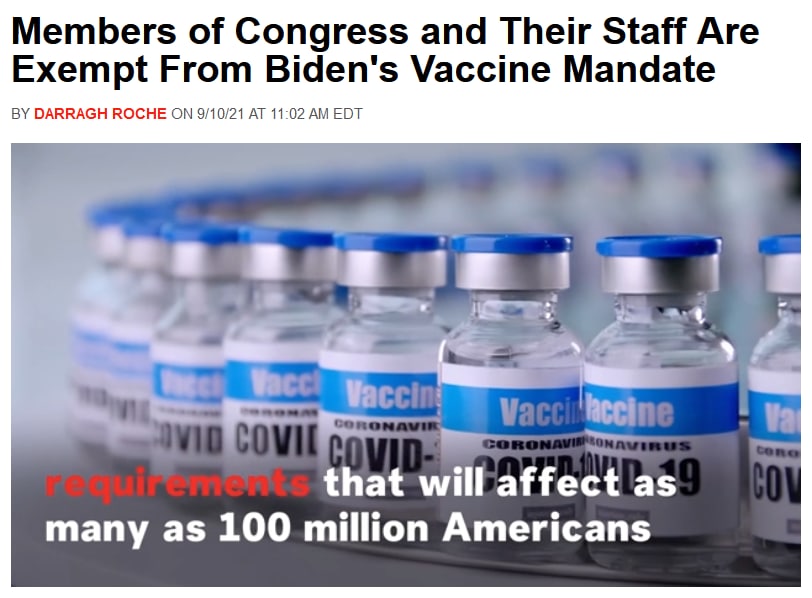 Members of Congress and Their Staff Are
Exempt From Biden's Vaccine Mandate
BY DARRAGH ROCHE ON 9/10/21 AT 11:02 AM EDT
Vaccine
CORONAVIRUS
COVID-19
requirements that will affect as
many as 100 million Americans